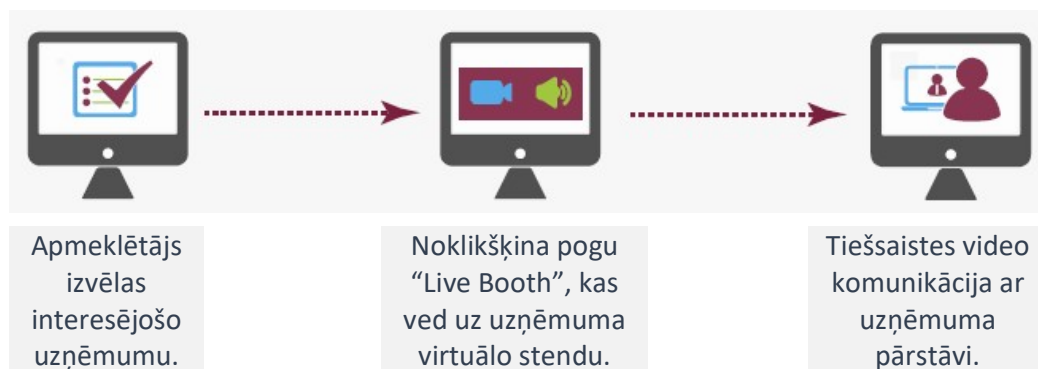 Apmeklētājs
izvēlas
interesējošo
uzņēmumu.
Noklikšķina pogu
“Live Booth”, kas
ved uz uzņēmuma
virtuālo stendu.
Tiešsaistes video
komunikācija ar
uzņēmuma
pārstāvi.